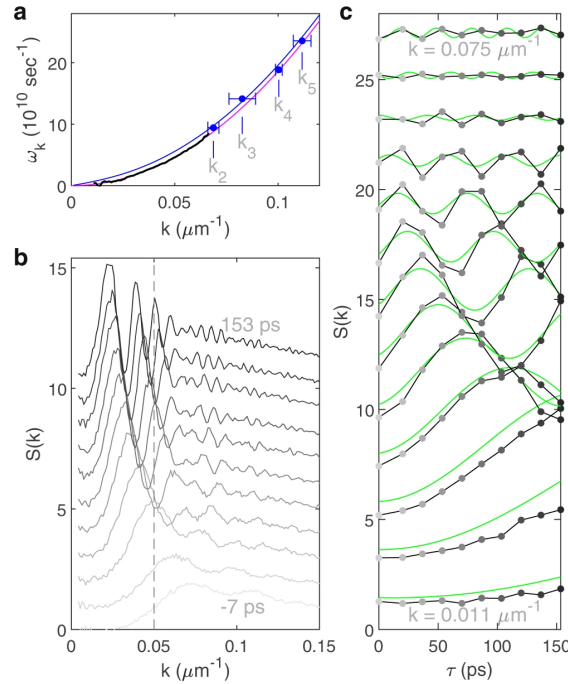 a
ω_k (10^10 sec^-1)
20
10
0
k_2
k_3
k_4
k_5
0
0.05
0.1
k (μm^-1)
b
S(k)
15
10
5
0
153 ps
-7 ps
0
0.05
0.1
0.15
k (μm^-1)
c
S(k)
25
20
15
10
5
0
k = 0.075 μm^-1
k = 0.011 μm^-1
0
50
100
150
τ (ps)